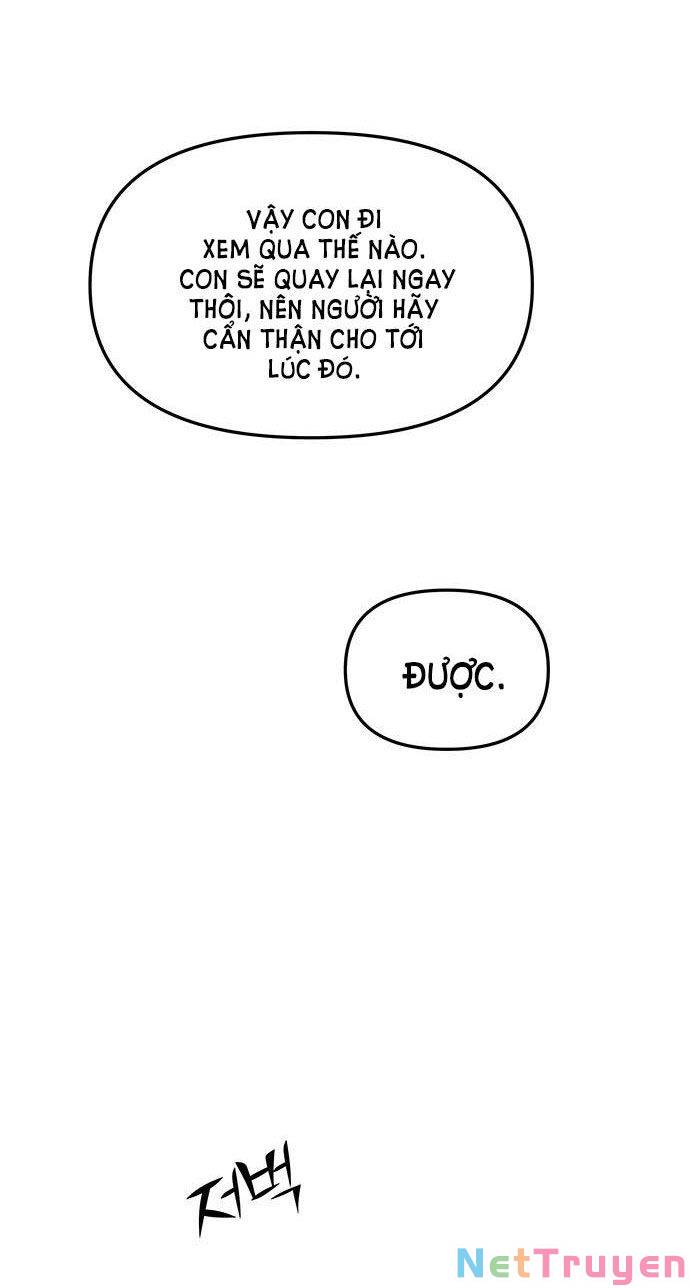 VẬY CON ĐI
XEM QUA THẾ NÀO.
CON SẼ QUAY LẠI NGAY
THÔI, NÊN NGƯỜI HÃY
CẨN THẬN CHO TỚI
LÚC ĐÓ.
ĐƯỢC.
저벅
NetTruyen